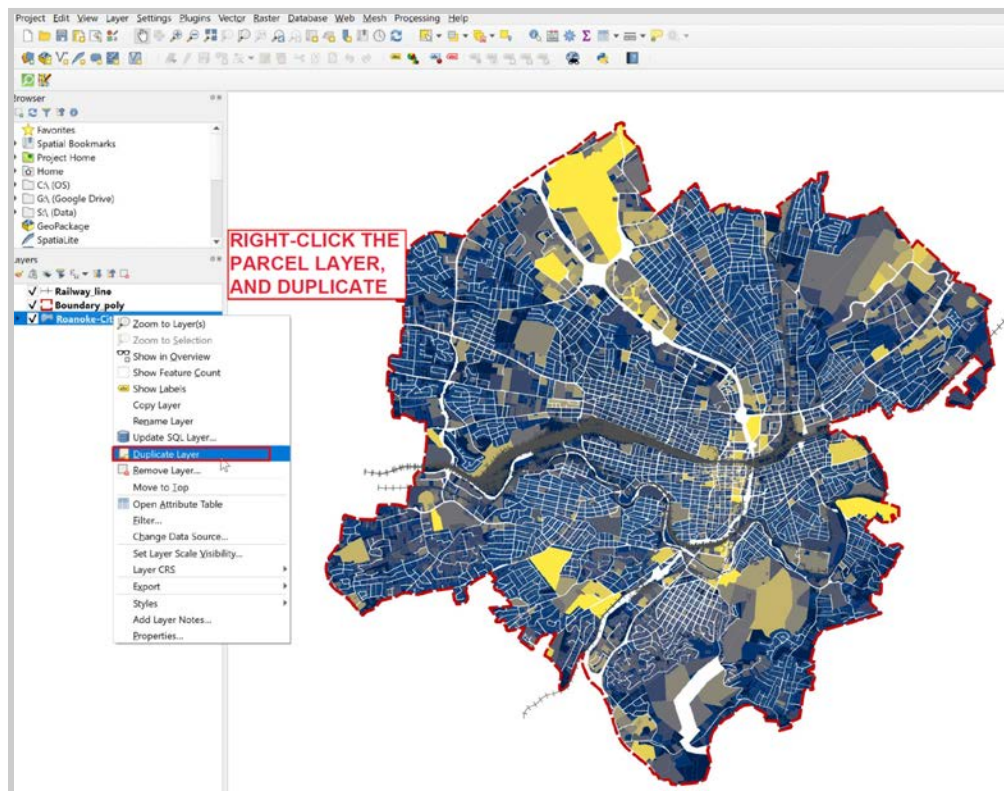 Project Edit View Layer Settings Plugins Vector Raster Database Web Mesh Processing Help
Browser
Favorites
Spatial Bookmarks
Project Home
Home
C:\ (OS)
G:\ (Google Drive)
S:\ (Data)
GeoPackage
SpatiaLite
RIGHT-CLICK THE
PARCEL LAYER,
AND DUPLICATE
ayers
Railway_line
Boundary_poly
Roanoke-Cit
Zoom to Layer(s)
Zoom to Selection
Show in Overview
Show Feature Count
Show Labels
Copy Layer
Rename Layer
Update SQL Layer...
Duplicate Layer
Remove Layer...
Move to Top
Open Attribute Table
Filter...
Change Data Source...
Set Layer Scale Visibility...
Layer CRS
Export
Styles
Add Layer Notes...
Properties...